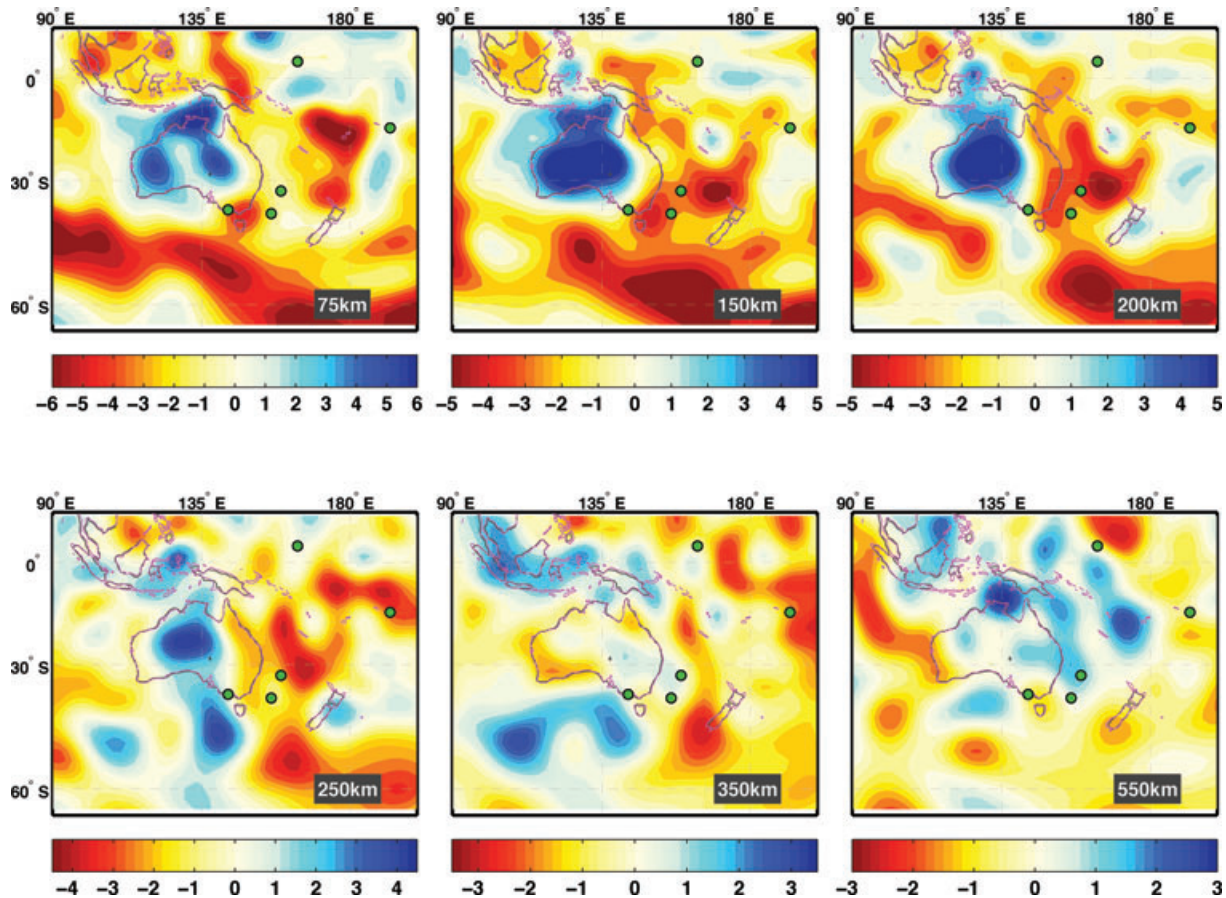 90° E 135° E 180° 90° E 135° E 180° 90° E 135° E 180°
0°
30° S
60° S
75km 150km 200km
−6 −5 −4 −3 −2 −1 0 1 2 3 4 5 6 −5 −4 −3 −2 −1 0 1 2 3 4 5 −5 −4 −3 −2 −1 0 1 2 3 4 5
90° E 135° E 180° E 135° E 180° 90° E 135° E 180°
0°
30° S
60° S
250km 350km 550km
−4 −3 −2 −1 0 1 2 3 4 −3 −2 −1 0 1 2 3 −3 −2 −1 0 1 2 3